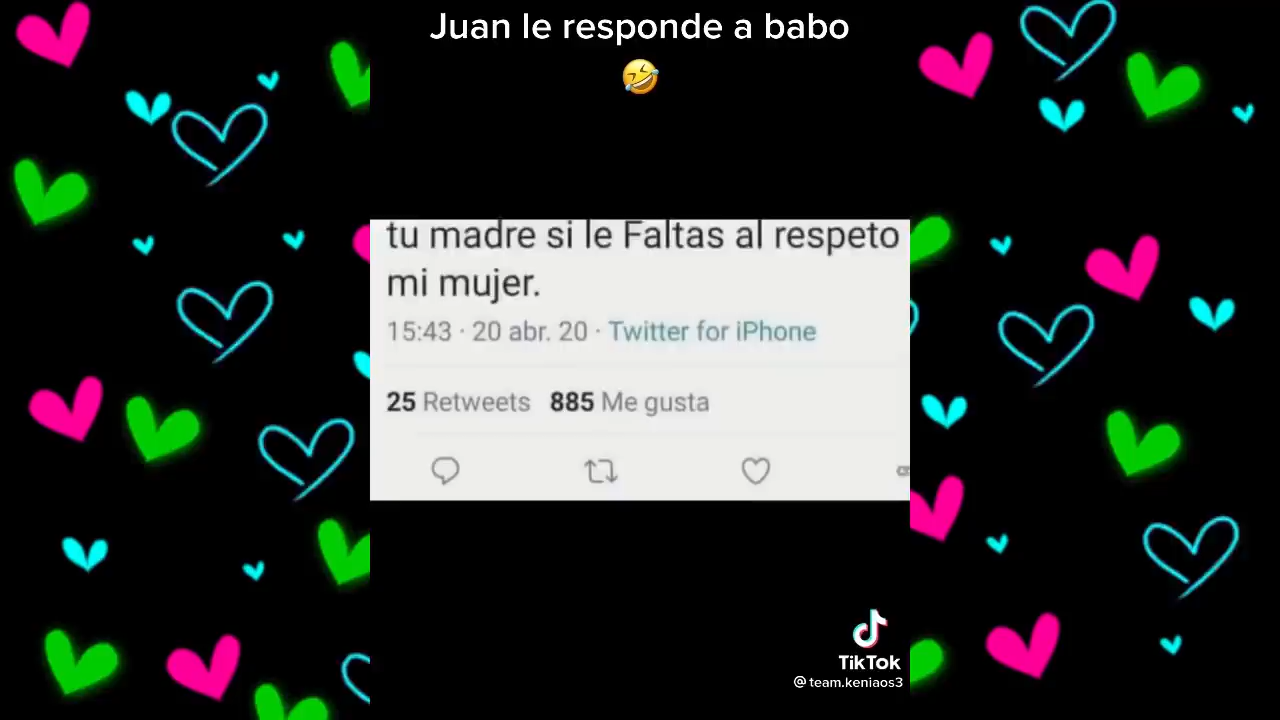 Juan le responde a babo
🤣
tu madre si le Faltas al respeto
mi mujer.
15:43 · 20 abr. 20 · Twitter for iPhone
25 Retweets 885 Me gusta
TikTok
@team.keniaos3